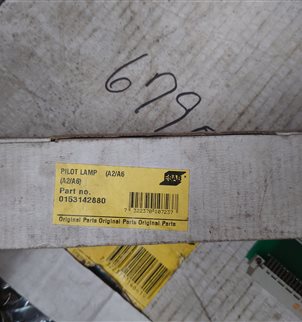 679
PILOT LAMP (A2/A6
(A2/A6)
ESAB
Part no.
0153142880
Original Parts Original Parts Original Parts